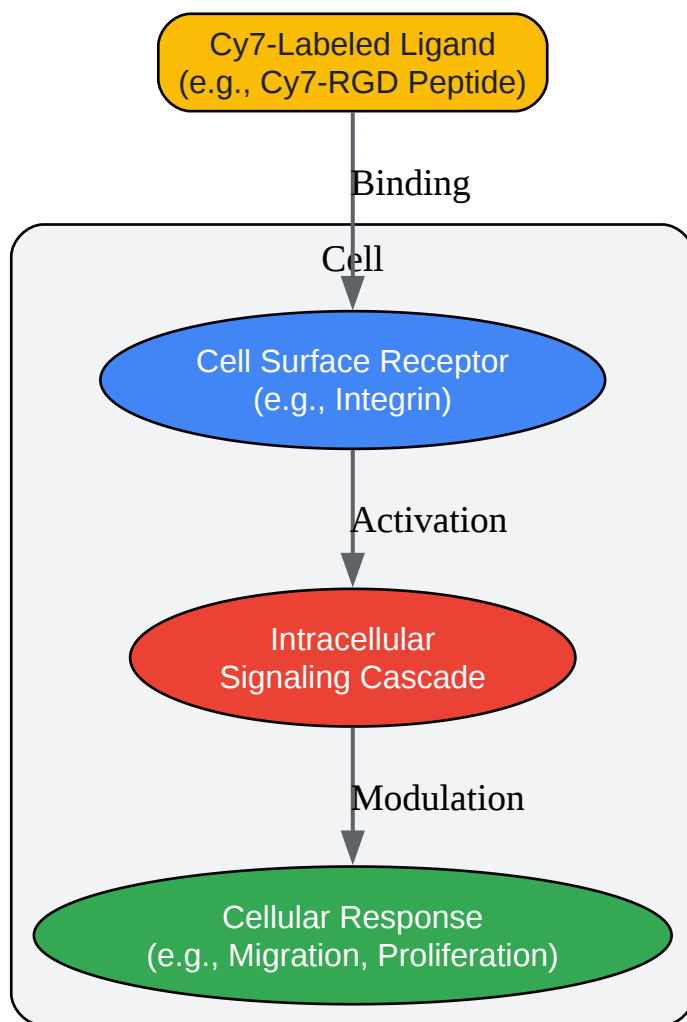 Cy7-Labeled Ligand
(e.g., Cy7-RGD Peptide)
Binding
Cell
Cell Surface Receptor
(e.g., Integrin)
Activation
Intracellular
Signaling Cascade
Modulation
Cellular Response
(e.g., Migration, Proliferation)